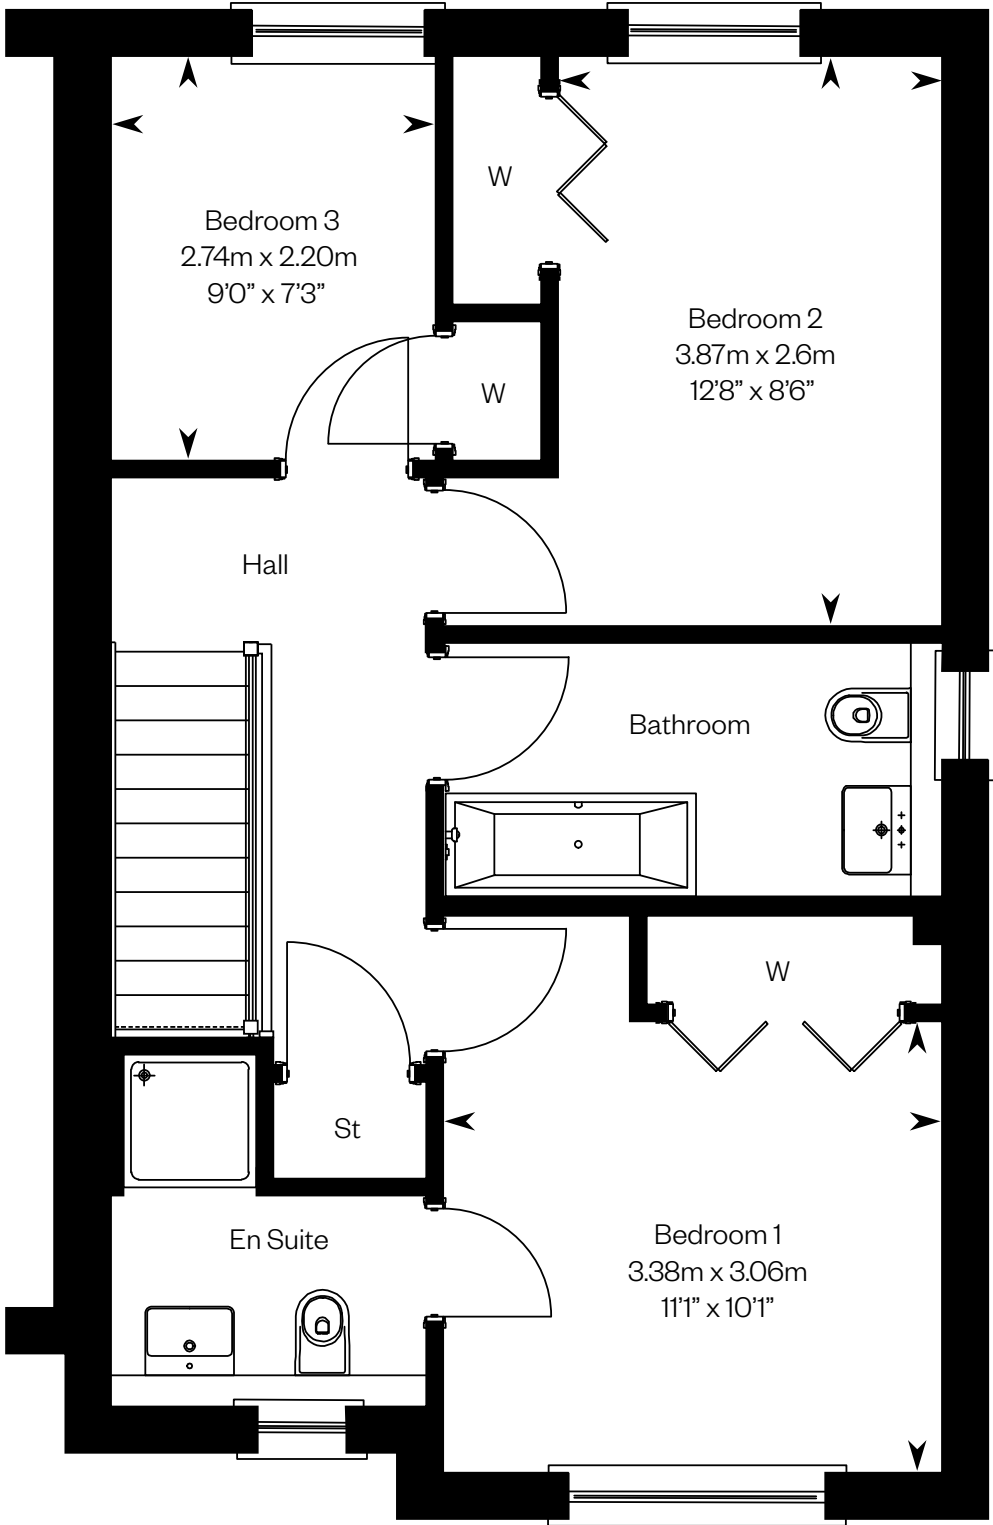 W
Bedroom 3
2.74m x 2.20m
9’0” x 7’3”
Bedroom 2
3.87m x 2.6m
12’8” x 8’6”
W
Hall
Bathroom
W
St
En Suite
Bedroom 1
3.38m x 3.06m
11’1” x 10’1”